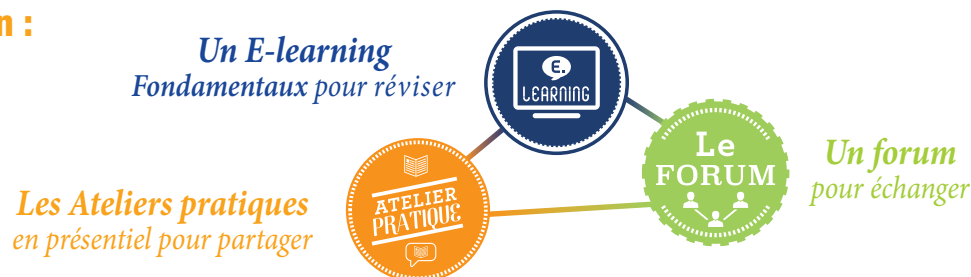 n :
Un E-learning
Fondamentaux pour réviser
E.
LEARNING
Le
FORUM
Un forum
pour échanger
Les Ateliers pratiques
en présentiel pour partager
ATELIER
PRATIQUE